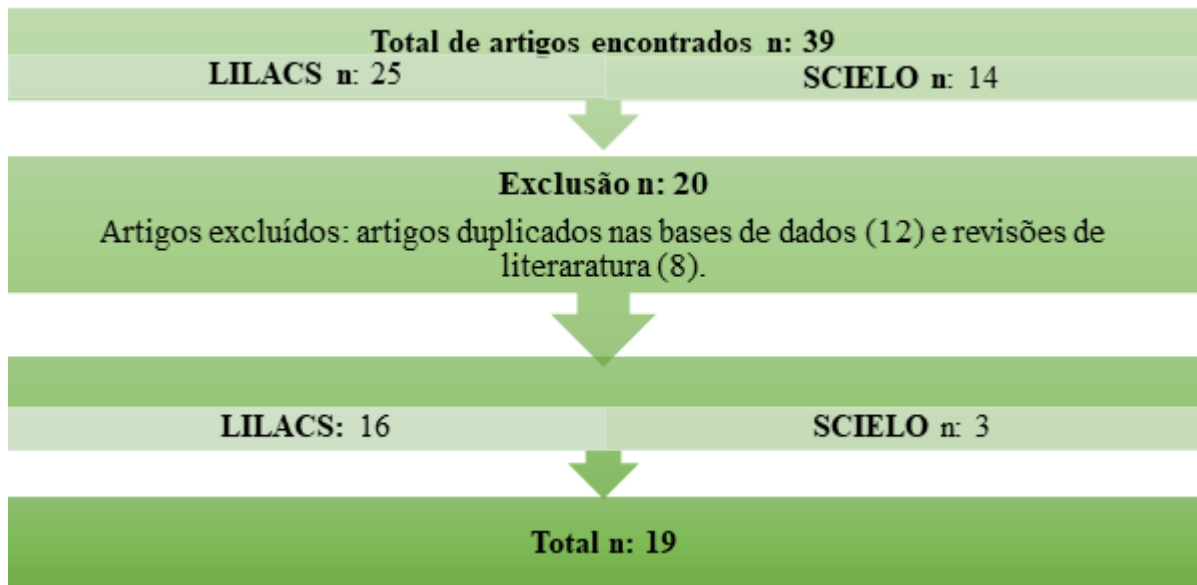 Total de artigos encontrados n: 39
LILACS n: 25
SCIELO n: 14
Exclusão n: 20
Artigos excluídos: artigos duplicados nas bases de dados (12) e revisões de
literaratura (8).
LILACS: 16
SCIELO n: 3
Total n: 19